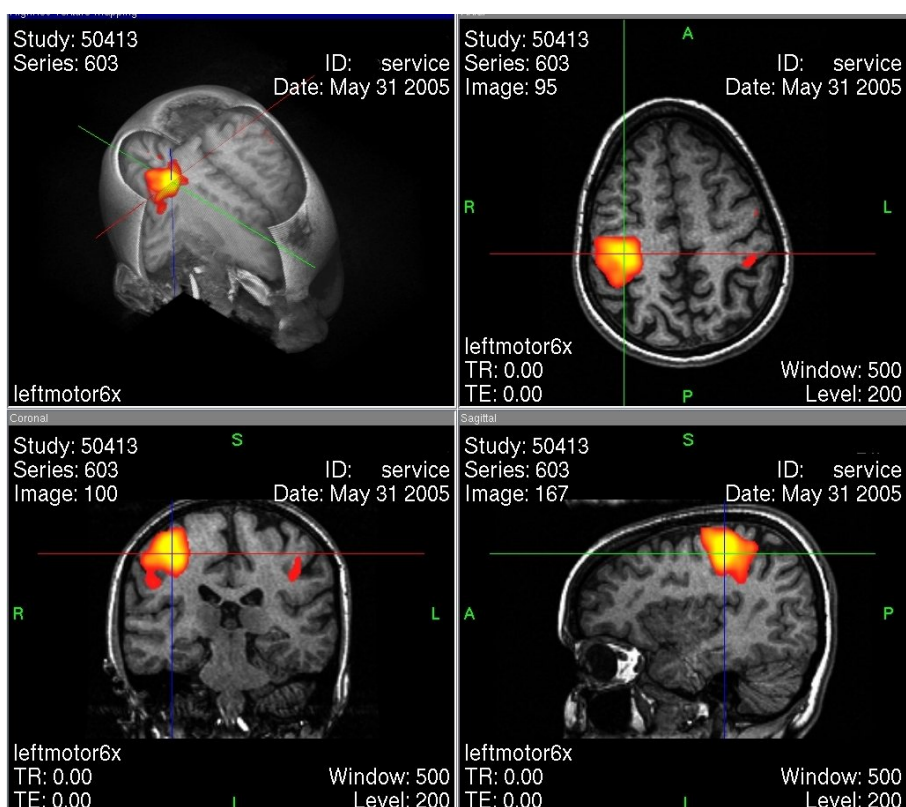 Study: 50413
Series: 603
ID: service
Date: May 31 2005
leftmotor6x
A
Study: 50413
Series: 603
Image: 95
ID: service
Date: May 31 2005
R
L
leftmotor6x
TR: 0.00
TE: 0.00
P
Window: 500
Level: 200
Coronal
S
Study: 50413
Series: 603
Image: 100
ID: service
Date: May 31 2005
R
L
leftmotor6x
TR: 0.00
TE: 0.00
I
Window: 500
Level: 200
Sagittal
S
Study: 50413
Series: 603
Image: 167
ID: service
Date: May 31 2005
A
P
leftmotor6x
TR: 0.00
TE: 0.00
I
Window: 500
Level: 200